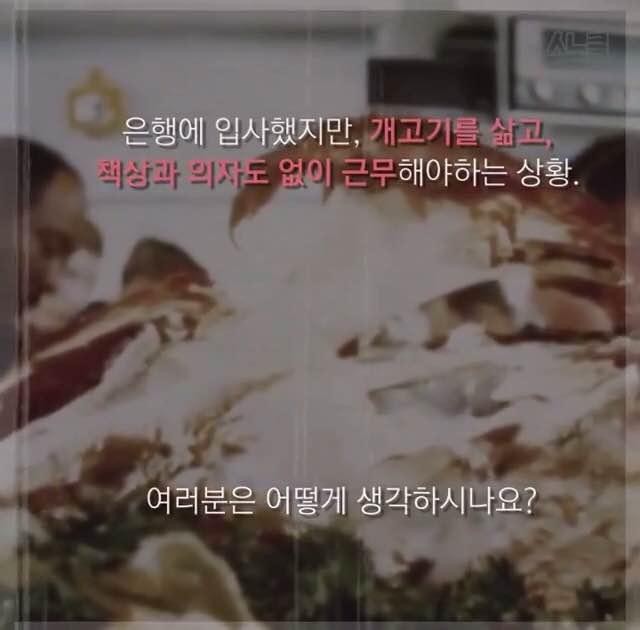 은행에 입사했지만, 개고기를 삶고,
책상과 의자도 없이 근무해야하는 상황.
여러분은 어떻게 생각하시나요?